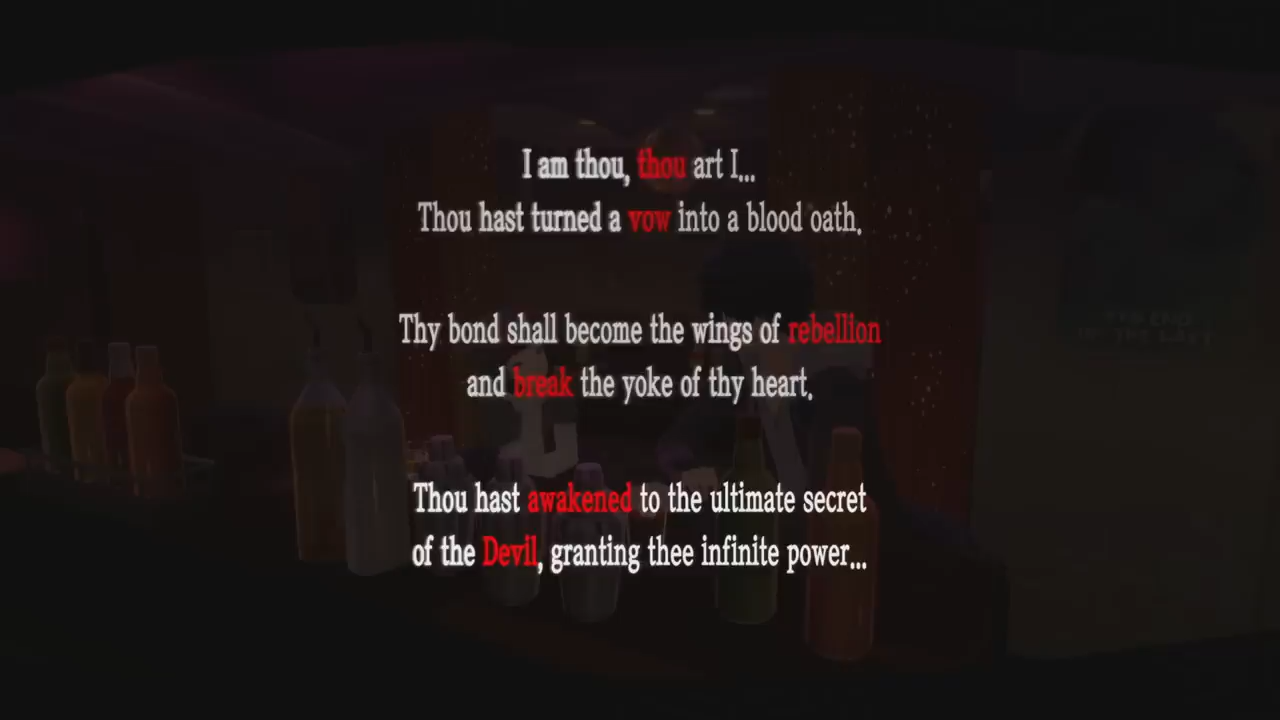 I am thou, thou art I...
Thou hast turned a vow into a blood oath.
Thy bond shall become the wings of rebellion
and break the yoke of thy heart.
Thou hast awakened to the ultimate secret
of the Devil, granting thee infinite power...